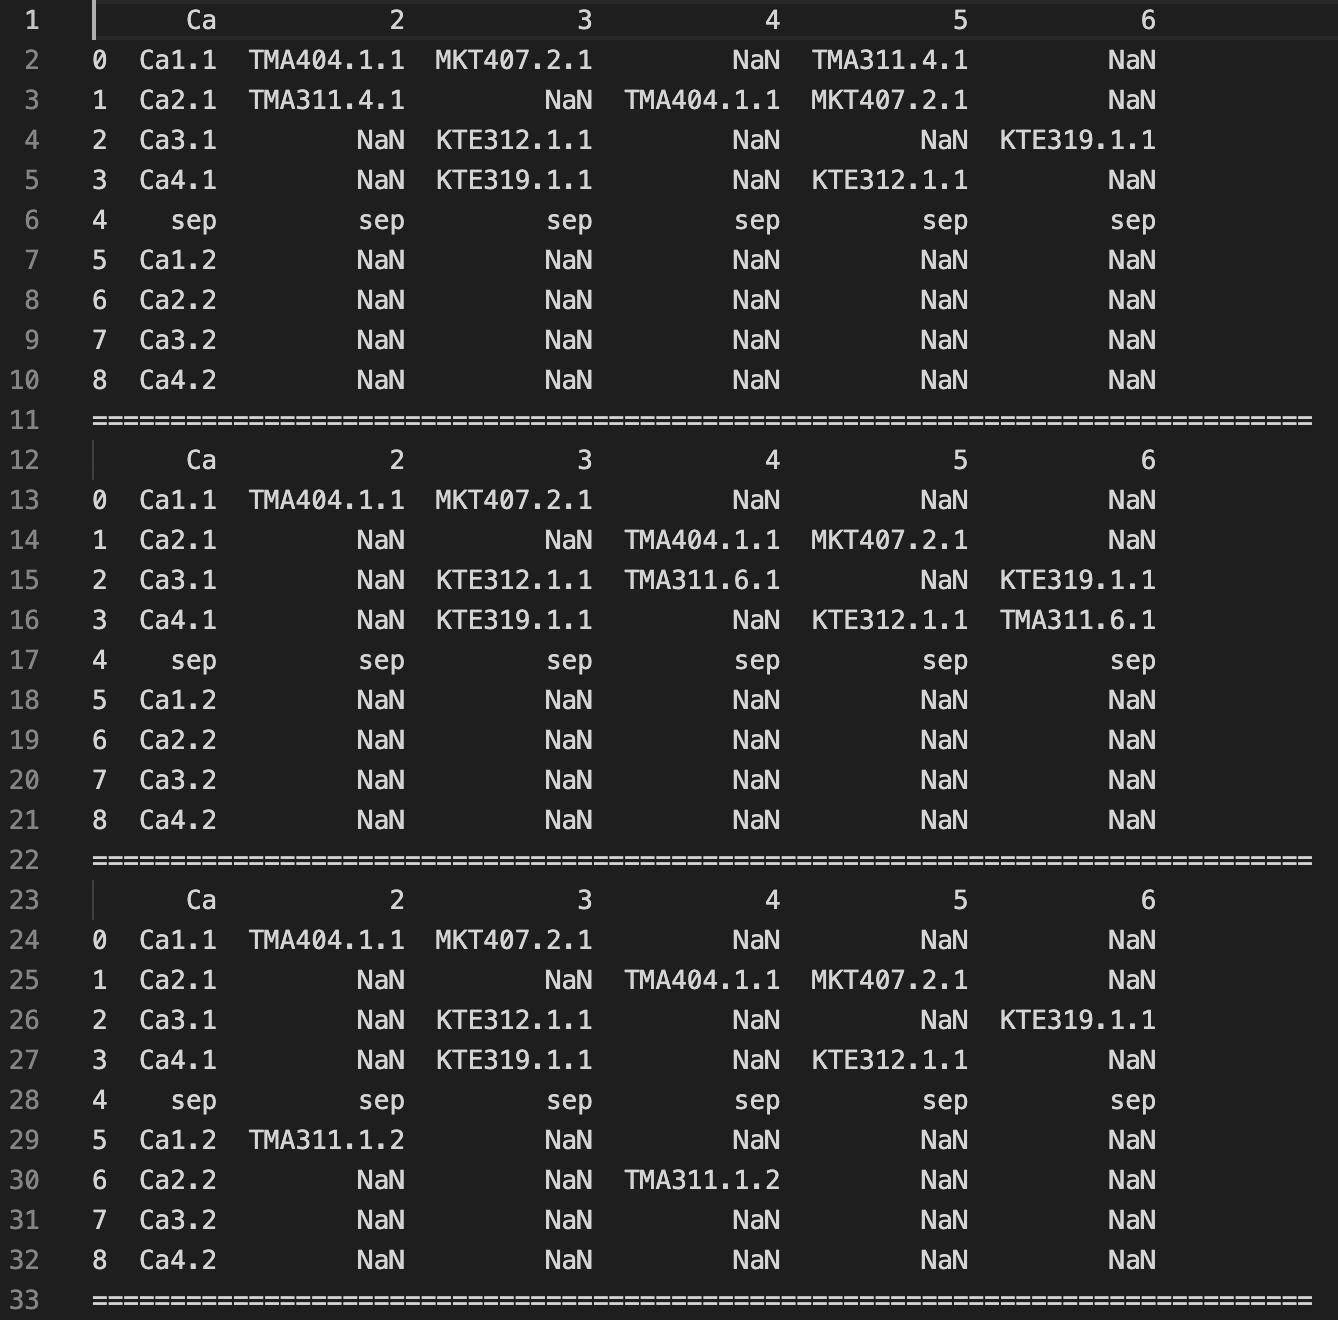 1 Ca 2 3 4 5 6
2 0 Ca1.1 TMA404.1.1 MKT407.2.1 NaN TMA311.4.1 NaN
3 1 Ca2.1 TMA311.4.1 NaN TMA404.1.1 MKT407.2.1 NaN
4 2 Ca3.1 NaN KTE312.1.1 NaN NaN KTE319.1.1
5 3 Ca4.1 NaN KTE319.1.1 NaN KTE312.1.1 NaN
6 4 sep sep sep sep sep sep
7 5 Ca1.2 NaN NaN NaN NaN NaN
8 6 Ca2.2 NaN NaN NaN NaN NaN
9 7 Ca3.2 NaN NaN NaN NaN NaN
10 8 Ca4.2 NaN NaN NaN NaN NaN
11 ==============================================================================
12 Ca 2 3 4 5 6
13 0 Ca1.1 TMA404.1.1 MKT407.2.1 NaN NaN NaN
14 1 Ca2.1 NaN NaN TMA404.1.1 MKT407.2.1 NaN
15 2 Ca3.1 NaN KTE312.1.1 TMA311.6.1 NaN KTE319.1.1
16 3 Ca4.1 NaN KTE319.1.1 NaN KTE312.1.1 TMA311.6.1
17 4 sep sep sep sep sep sep
18 5 Ca1.2 NaN NaN NaN NaN NaN
19 6 Ca2.2 NaN NaN NaN NaN NaN
20 7 Ca3.2 NaN NaN NaN NaN NaN
21 8 Ca4.2 NaN NaN NaN NaN NaN
22 ==============================================================================
23 Ca 2 3 4 5 6
24 0 Ca1.1 TMA404.1.1 MKT407.2.1 NaN NaN NaN
25 1 Ca2.1 NaN NaN TMA404.1.1 MKT407.2.1 NaN
26 2 Ca3.1 NaN KTE312.1.1 NaN NaN KTE319.1.1
27 3 Ca4.1 NaN KTE319.1.1 NaN KTE312.1.1 NaN
28 4 sep sep sep sep sep sep
29 5 Ca1.2 TMA311.1.2 NaN NaN NaN NaN
30 6 Ca2.2 NaN NaN TMA311.1.2 NaN NaN
31 7 Ca3.2 NaN NaN NaN NaN NaN
32 8 Ca4.2 NaN NaN NaN NaN NaN
33 ==============================================================================